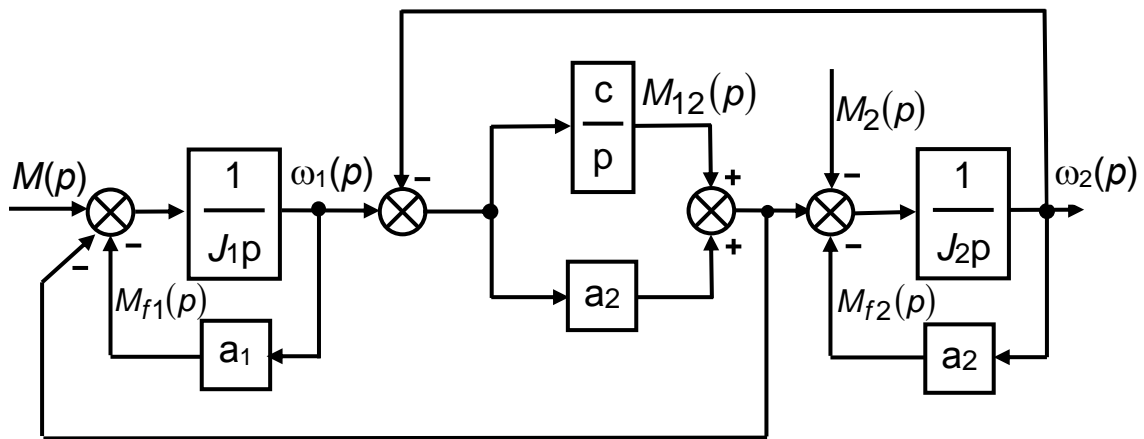 M(p)
−
−
1
J1p
ω1(p)
Mf1(p)
a1
−
c
p
M12(p)
+
+
a2
M2(p)
−
−
1
J2p
ω2(p)
Mf2(p)
a2